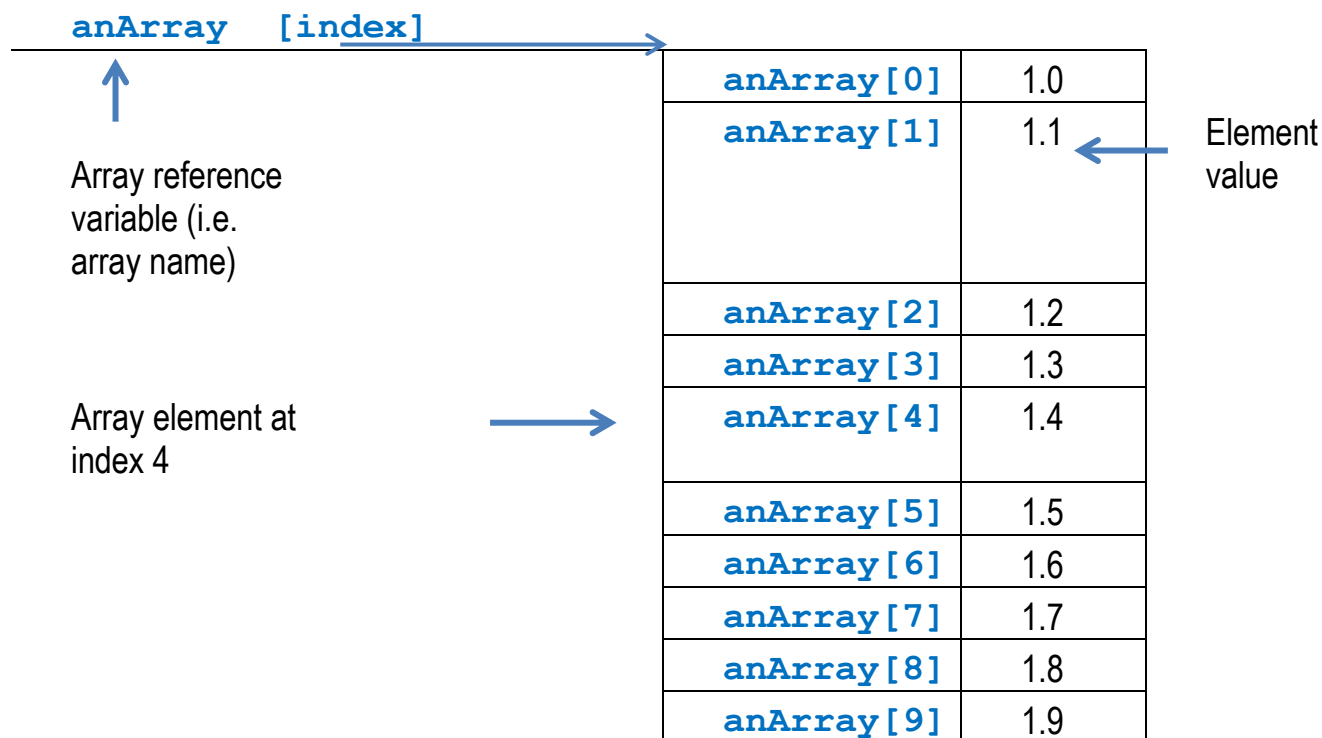 anArray [index]
anArray[0] 1.0
anArray[1] 1.1
Element
value
Array reference
variable (i.e.
array name)
anArray[2] 1.2
anArray[3] 1.3
Array element at
index 4
anArray[4] 1.4
anArray[5] 1.5
anArray[6] 1.6
anArray[7] 1.7
anArray[8] 1.8
anArray[9] 1.9